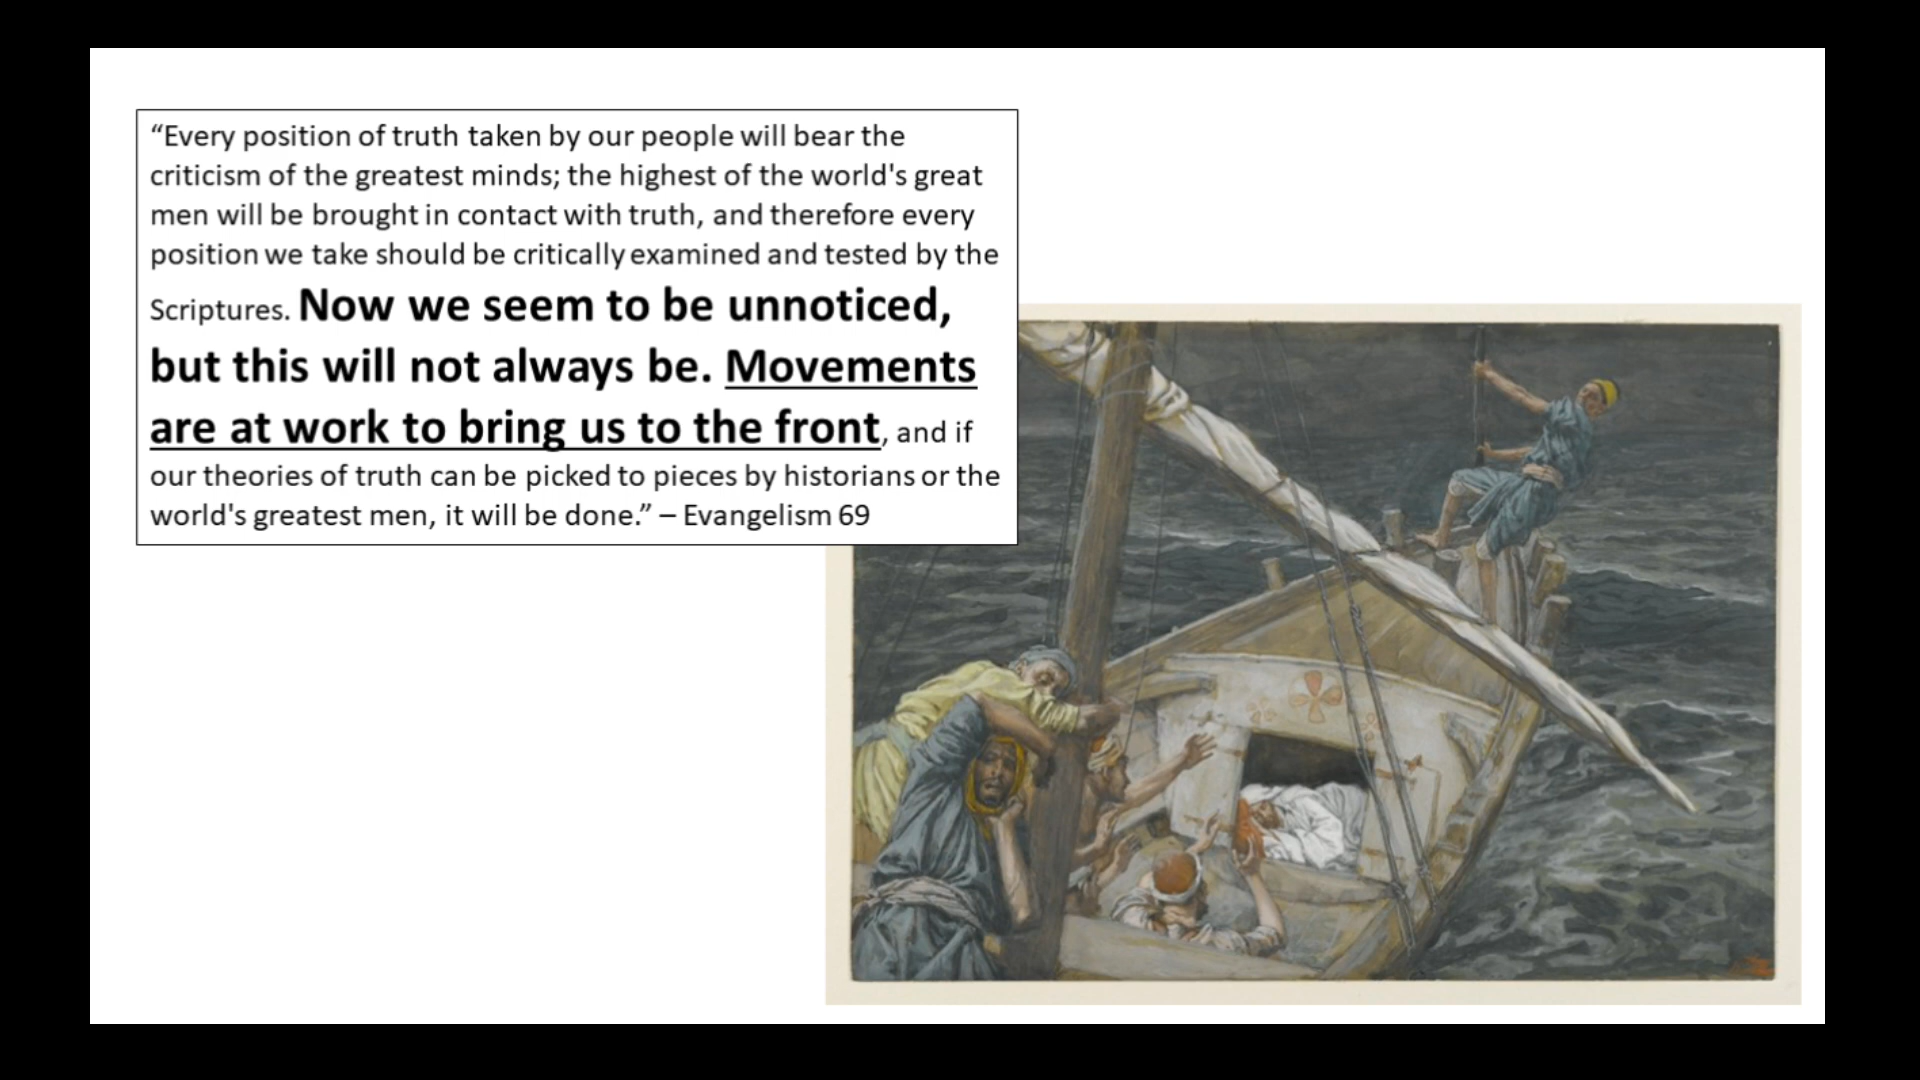 “Every position of truth taken by our people will bear the
criticism of the greatest minds; the highest of the world's great
men will be brought in contact with truth, and therefore every
position we take should be critically examined and tested by the
Scriptures. Now we seem to be unnoticed,
but this will not always be. Movements
are at work to bring us to the front, and if
our theories of truth can be picked to pieces by historians or the
world's greatest men, it will be done.” – Evangelism 69